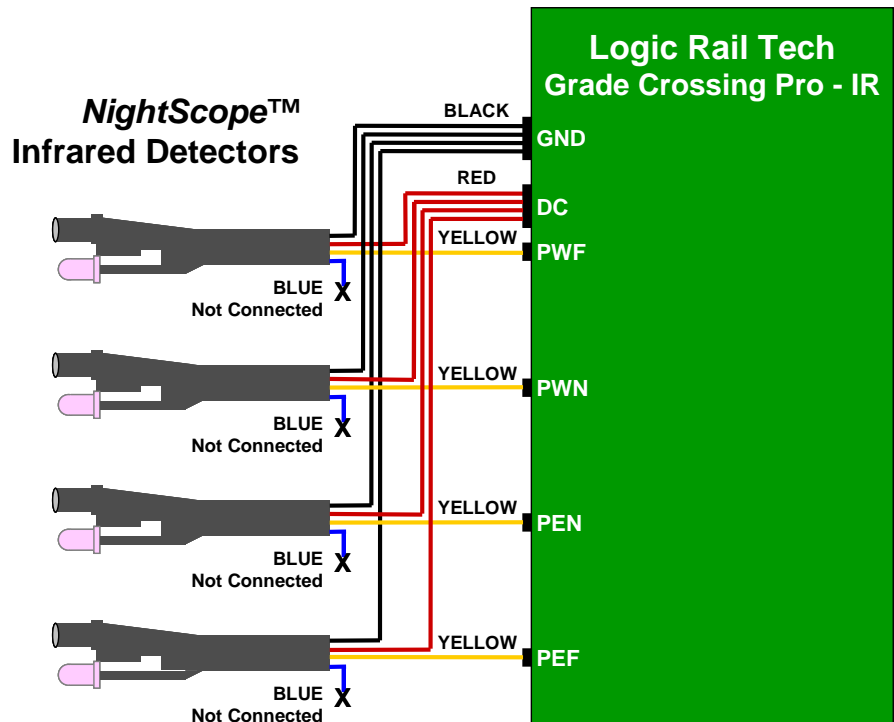 Logic Rail Tech
Grade Crossing Pro - IR
NightScope™
Infrared Detectors
BLACK
GND
RED
DC
YELLOW
PWF
BLUE
Not Connected
X
YELLOW
PWN
BLUE
Not Connected
X
YELLOW
PEN
BLUE
Not Connected
X
YELLOW
PEF
BLUE
Not Connected
X